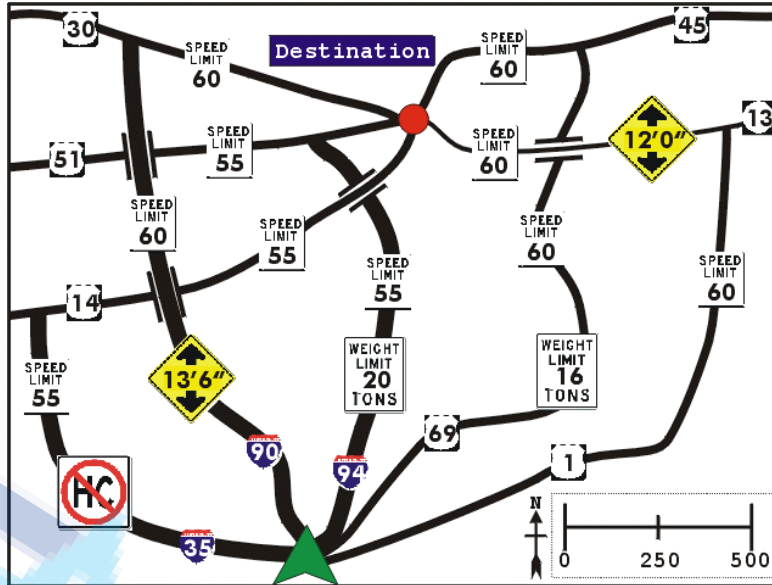 30
SPEED
LIMIT
60
Destination
SPEED
LIMIT
60
45
51
SPEED
LIMIT
55
SPEED
LIMIT
60
12'0"
13
SPEED
LIMIT
60
SPEED
LIMIT
55
SPEED
LIMIT
55
SPEED
LIMIT
60
SPEED
LIMIT
60
14
SPEED
LIMIT
55
13'6"
WEIGHT
LIMIT
20
TONS
WEIGHT
LIMIT
16
TONS
69
90
94
1
HC
35
N
0 250 500